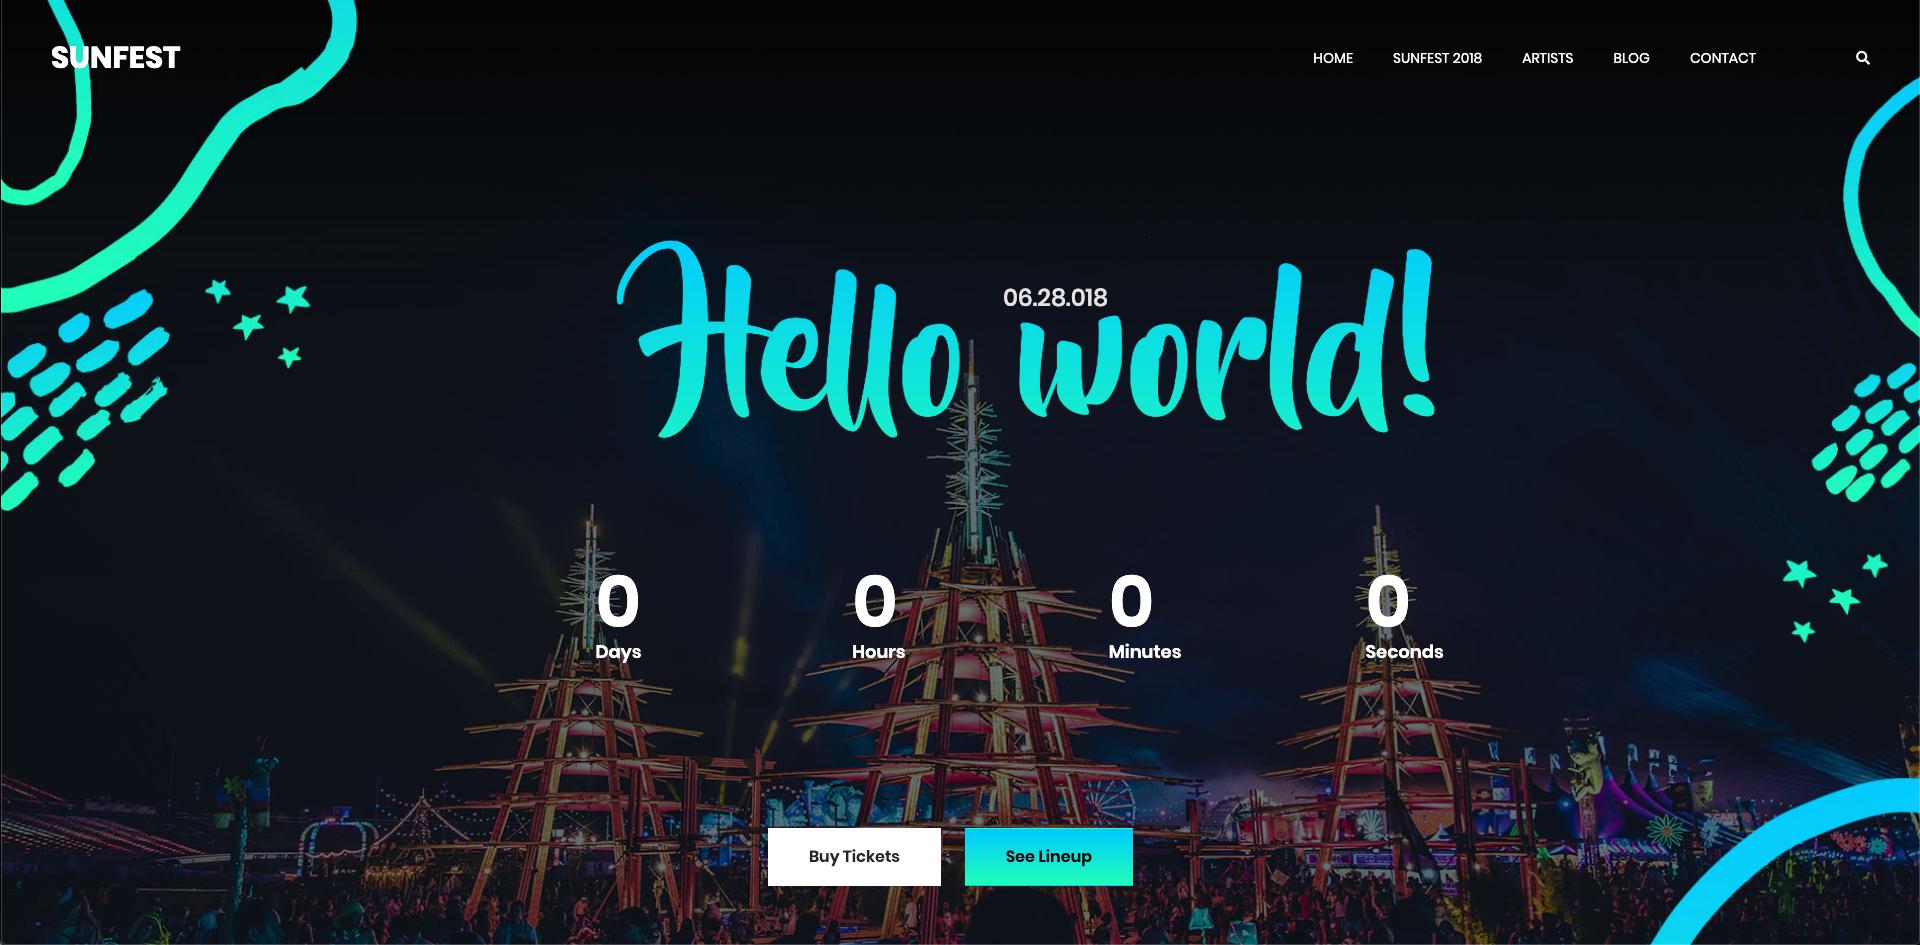 SUNFEST
HOME SUNFEST 2018 ARTISTS BLOG CONTACT
06.28.018
Hello world!
0 0 0 0
Days Hours Minutes Seconds
Buy Tickets See Lineup